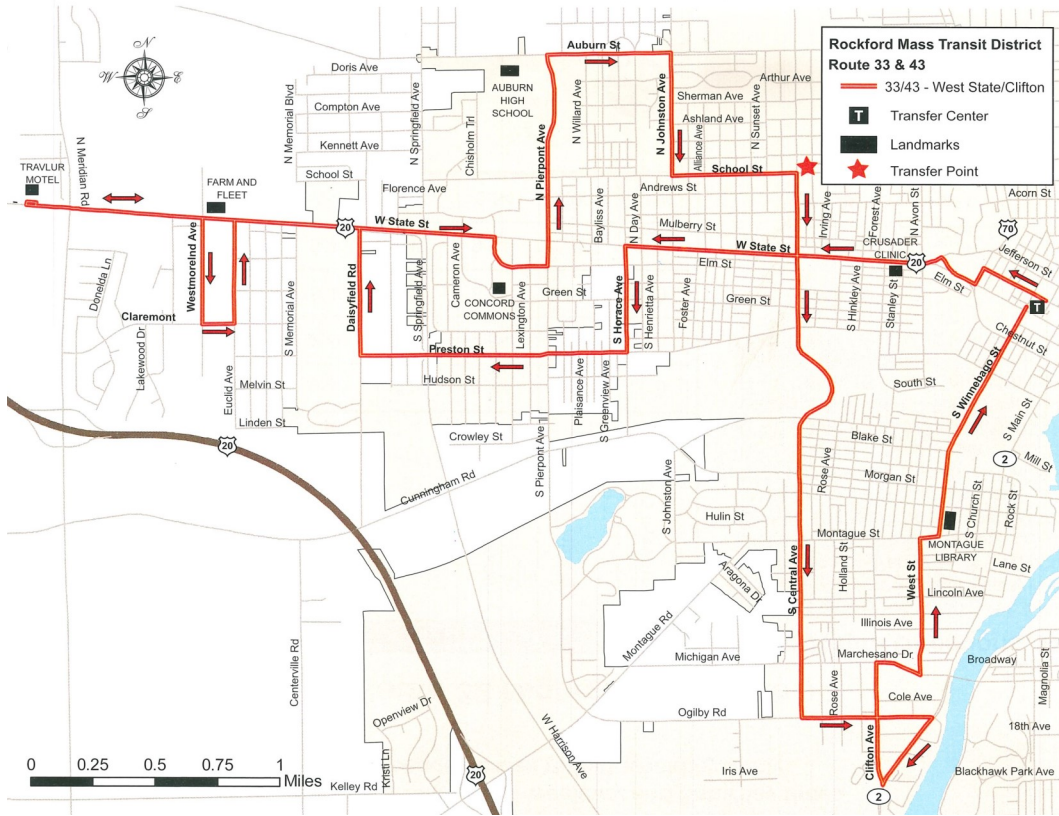 N
W
E
S
Rockford Mass Transit District
Route 33 & 43
33/43 - West State/Clifton
T
Transfer Center
Landmarks
Transfer Point
Auburn St
Doris Ave
Compton Ave
Kennett Ave
School St
Florence Ave
N Memorial Blvd
N Springfield Ave
Chisholm Trl
AUBURN
HIGH
SCHOOL
N Pierpont Ave
N Willard Ave
N Johnston Ave
Arthur Ave
Sherman Ave
Ashland Ave
Alliance Ave
N Sunset Ave
School St
Andrews St
Mulberry St
Bayliss Ave
N Day Ave
Irving Ave
Forest Ave
N Avon St
Acorn St
70
Jefferson St
TRAVLUR
MOTEL
N Meridian Rd
FARM AND
FLEET
20
W State St
W State St
CRUSADER
CLINIC
20
Elm St
Elm St
T
Chestnut St
Westmorelnd Ave
Donelda Ln
Claremont
Lakewood Dr
Euclid Ave
S Memorial Ave
Melvin St
Linden St
Daisyfield Rd
S Springfield Ave
Cameron Ave
CONCORD
COMMONS
Lexington Ave
Green St
S Horace Ave
S Henrietta Ave
Foster Ave
Green St
S Hinkley Ave
Stanley St
Preston St
Hudson St
Plaisance Ave
S Greenview Ave
South St
S Winnebago St
S Main St
Mill St
2
Crowley St
20
Cunningham Rd
S Pierpont Ave
S Johnston Ave
Blake St
Rose Ave
Morgan St
Hulin St
Montague St
S Church St
Rock St
MONTAGUE
LIBRARY
Lane St
S Central Ave
Holland St
West St
Lincoln Ave
Aragona Dr
Montague Rd
Illinois Ave
Michigan Ave
Marchesano Dr
Broadway
Magnolia St
Centerville Rd
Openview Dr
Kristi Ln
W Harrison Ave
Ogilby Rd
Rose Ave
Cole Ave
18th Ave
Clifton Ave
Iris Ave
Blackhawk Park Ave
2
0 0.25 0.5 0.75 1
Miles
Kelley Rd
20